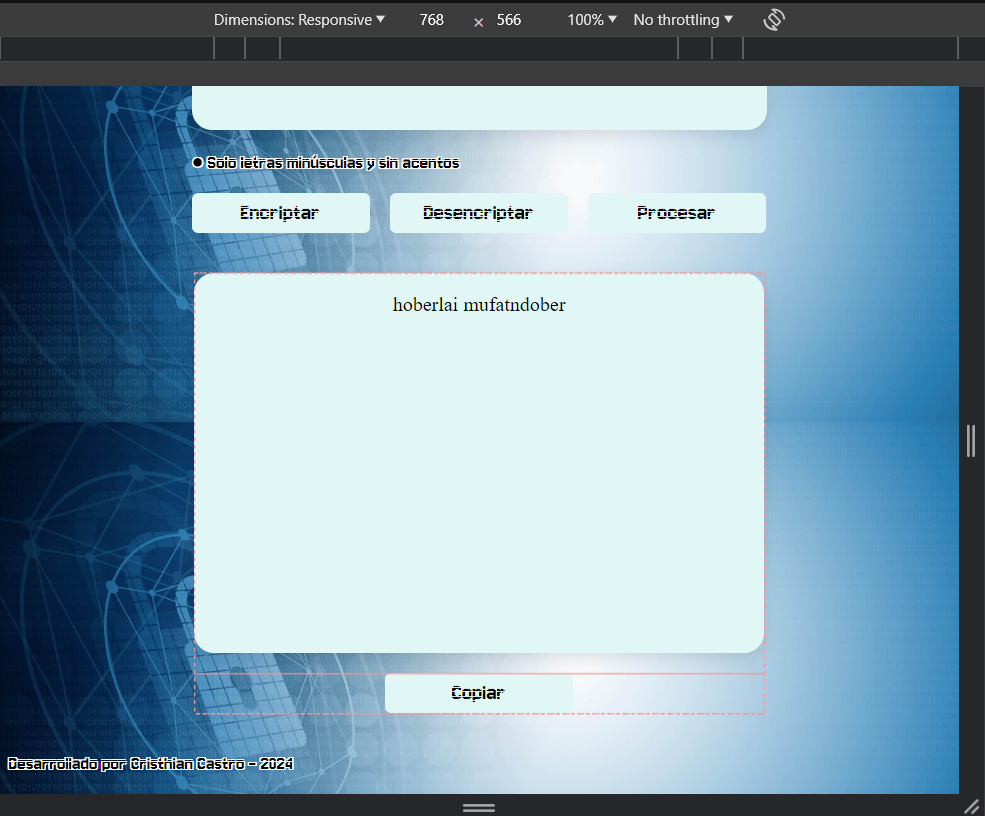 Dimensions: Responsive ▼ 768 × 566 100% ▼ No throttling ▼
● Solo letras minúsculas y sin acentos
Encriptar Desencriptar Procesar
hoberlai mufatndober
Copiar
Desarrollado por Cristhian Castro - 2024